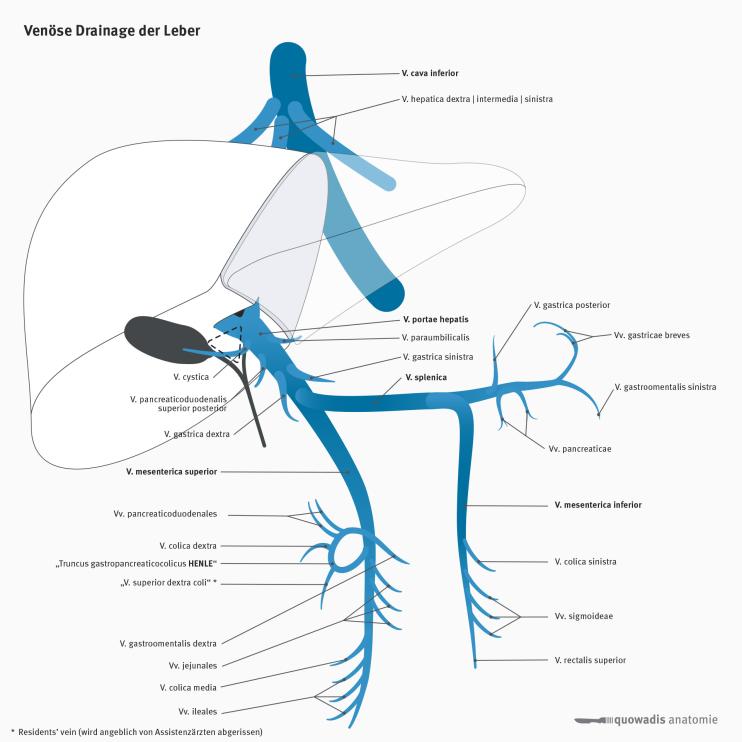 Venöse Drainage der Leber
V. cava inferior
V. hepatica dextra | intermedia | sinistra
V. gastrica posterior
V. portae hepatis
Vv. gastricae breves
V. paraumbilicalis
V. gastrica sinistra
V. cystica
V. splenica
V. gastroomentalis sinistra
V. pancreaticoduodenalis
superior posterior
V. gastrica dextra
Vv. pancreaticae
V. mesenterica superior
V. mesenterica inferior
Vv. pancreaticoduodenales
V. colica dextra
„Truncus gastropancreaticocolicus HENLE“
V. colica sinistra
„V. superior dextra coli“ *
Vv. sigmoideae
V. gastroomentalis dextra
Vv. jejunales
V. rectalis superior
V. colica media
Vv. ileales
quowadis anatomie
* Residents’ vein (wird angeblich von Assistenzärzten abgerissen)